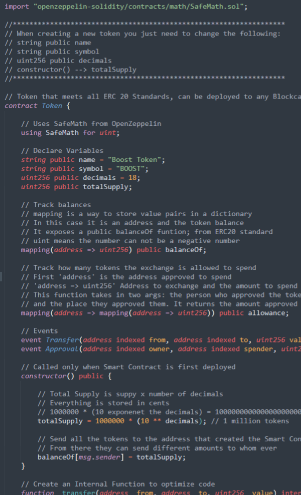 import "openzeppelin-solidity/contracts/math/SafeMath.sol";
//****************************************************************
// When creating a new token you just need to change the following:
// string public name
// string public symbol
// uint256 public decimals
// constructor() --> totalSupply
//****************************************************************
// Token that meets all ERC 20 Standards, can be deployed to any Blockca
contract Token {
// Uses SafeMath from OpenZeppelin
using SafeMath for uint;
// Declare Variables
string public name = "Boost Token";
string public symbol = "BOOST";
uint256 public decimals = 18;
uint256 public totalSupply;
// Track balances
// mapping is a way to store value pairs in a dictionary
// In this case it is an address and the token balance
// It exposes a public balanceOf funtion; from ERC20 standard
// uint means the number can not be a negative number
mapping(address => uint256) public balanceOf;
// Track how many tokens the exchange is allowed to spend
// First 'address' is the address approved to spend
// 'address => uint256' Address to exchange and the amount to spend
// This function takes in two args: the person who approved the token
// and the place they approved them. It returns the amount approved
mapping(address => mapping(address => uint256)) public allowance;
// Events
event Transfer(address indexed from, address indexed to, uint256 val
event Approval(address indexed owner, address indexed spender, uint2
// Called only when Smart Contract is first deployed
constructor() public {
// Total Supply is suppy x number of decimals
// Everything is stored in cents
// 1000000 * (10 exponenet the decimals) = 10000000000000000000
totalSupply = 1000000 * (10 ** decimals); // 1 million tokens
// Send all the tokens to the address that created the Smart Con
// From there they can send different amounts to whom ever
balanceOf[msg.sender] = totalSupply;
}
// Create an Internal Function to optimize code
function _transfer(address _from, address _to, uint256 _value) inter